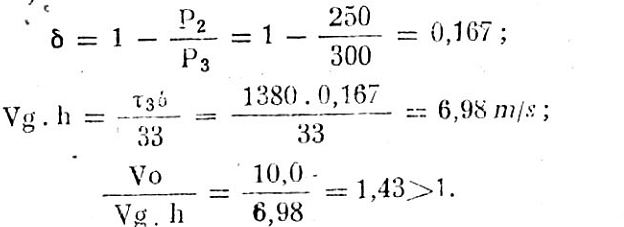 δ = 1 − P₂/P₃ = 1 − 250/300 = 0,167 ;
Vg . h = τ₃δ/33 = 1380 . 0,167/33 = 6,98 m/s ;
Vo/Vg . h = 10,0/6,98 = 1,43>1.